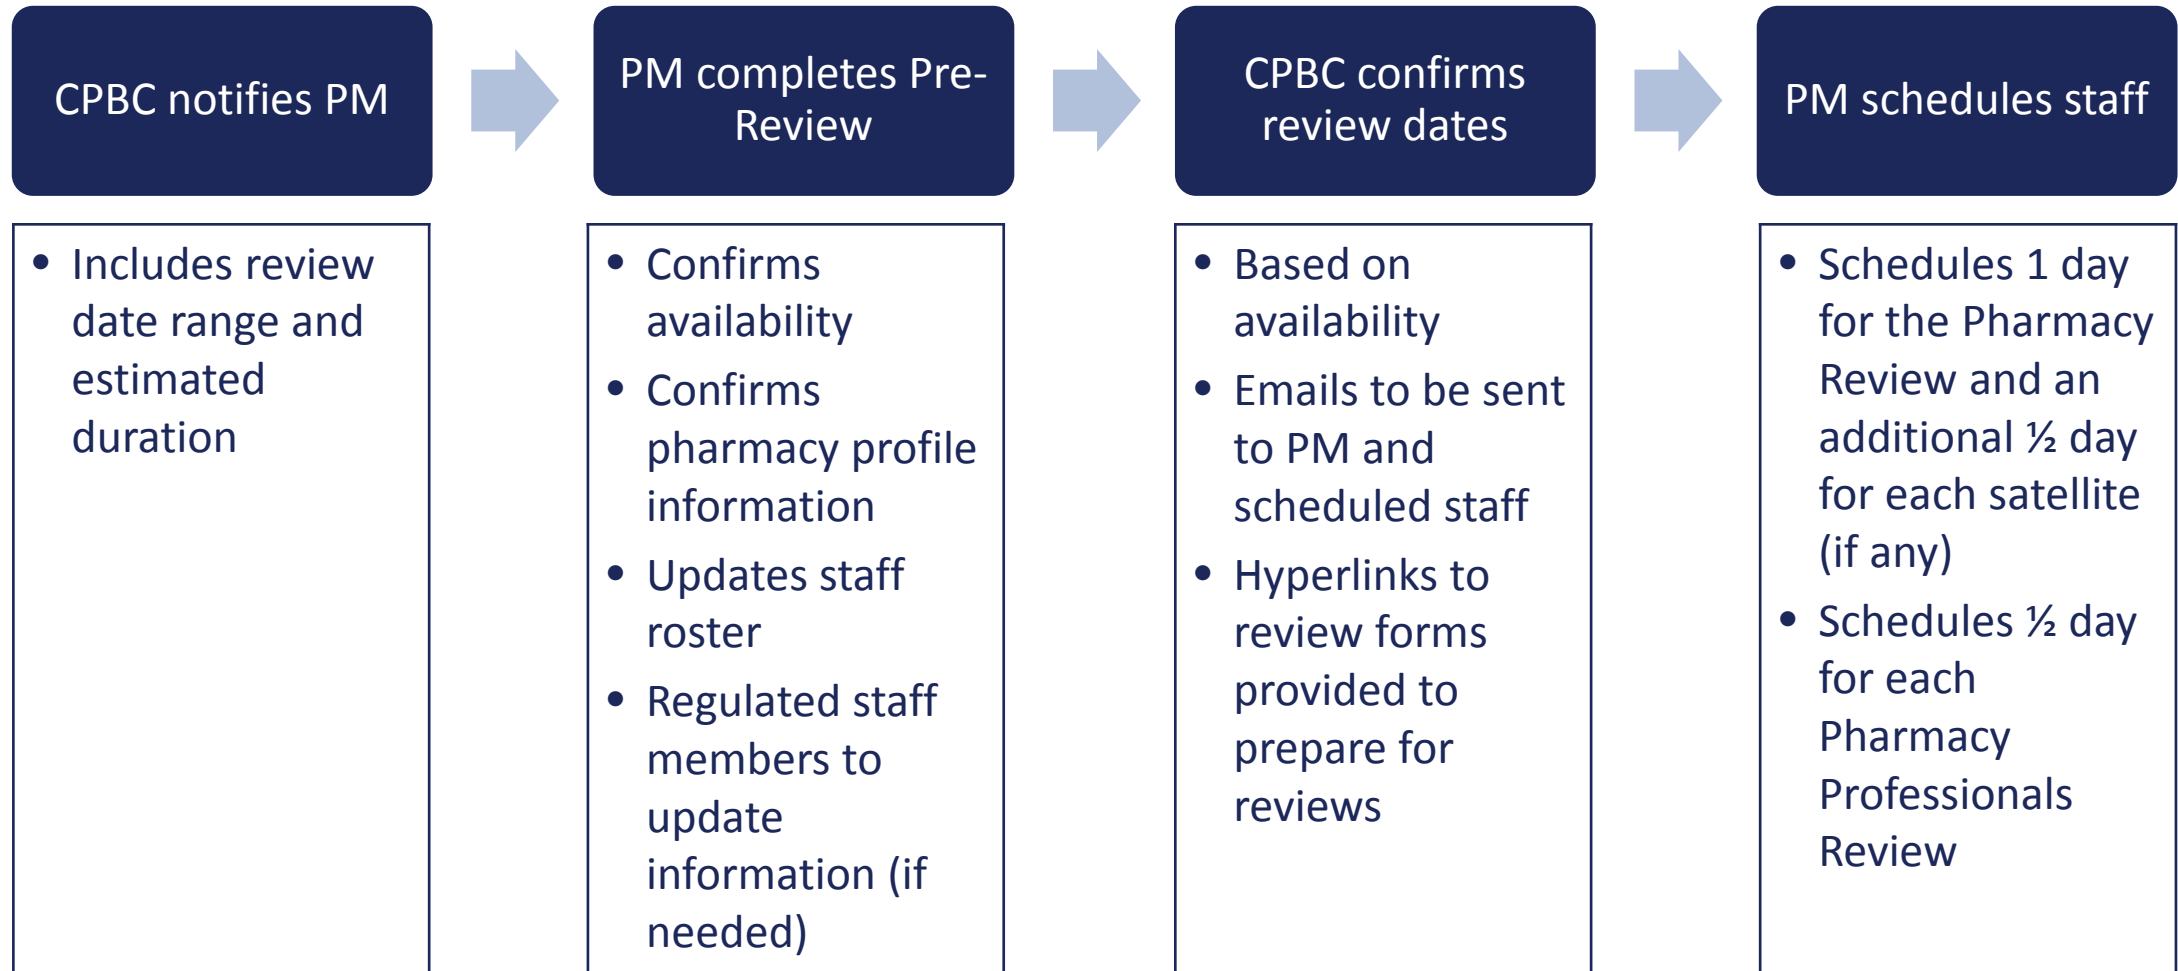 CPBC notifies PM
• Includes review
date range and
estimated
duration
PM completes Pre-
Review
• Confirms
availability
• Confirms
pharmacy profile
information
• Updates staff
roster
• Regulated staff
members to
update
information (if
needed)
CPBC confirms
review dates
• Based on
availability
• Emails to be sent
to PM and
scheduled staff
• Hyperlinks to
review forms
provided to
prepare for
reviews
PM schedules staff
• Schedules 1 day
for the Pharmacy
Review and an
additional ½ day
for each satellite
(if any)
• Schedules ½ day
for each
Pharmacy
Professionals
Review